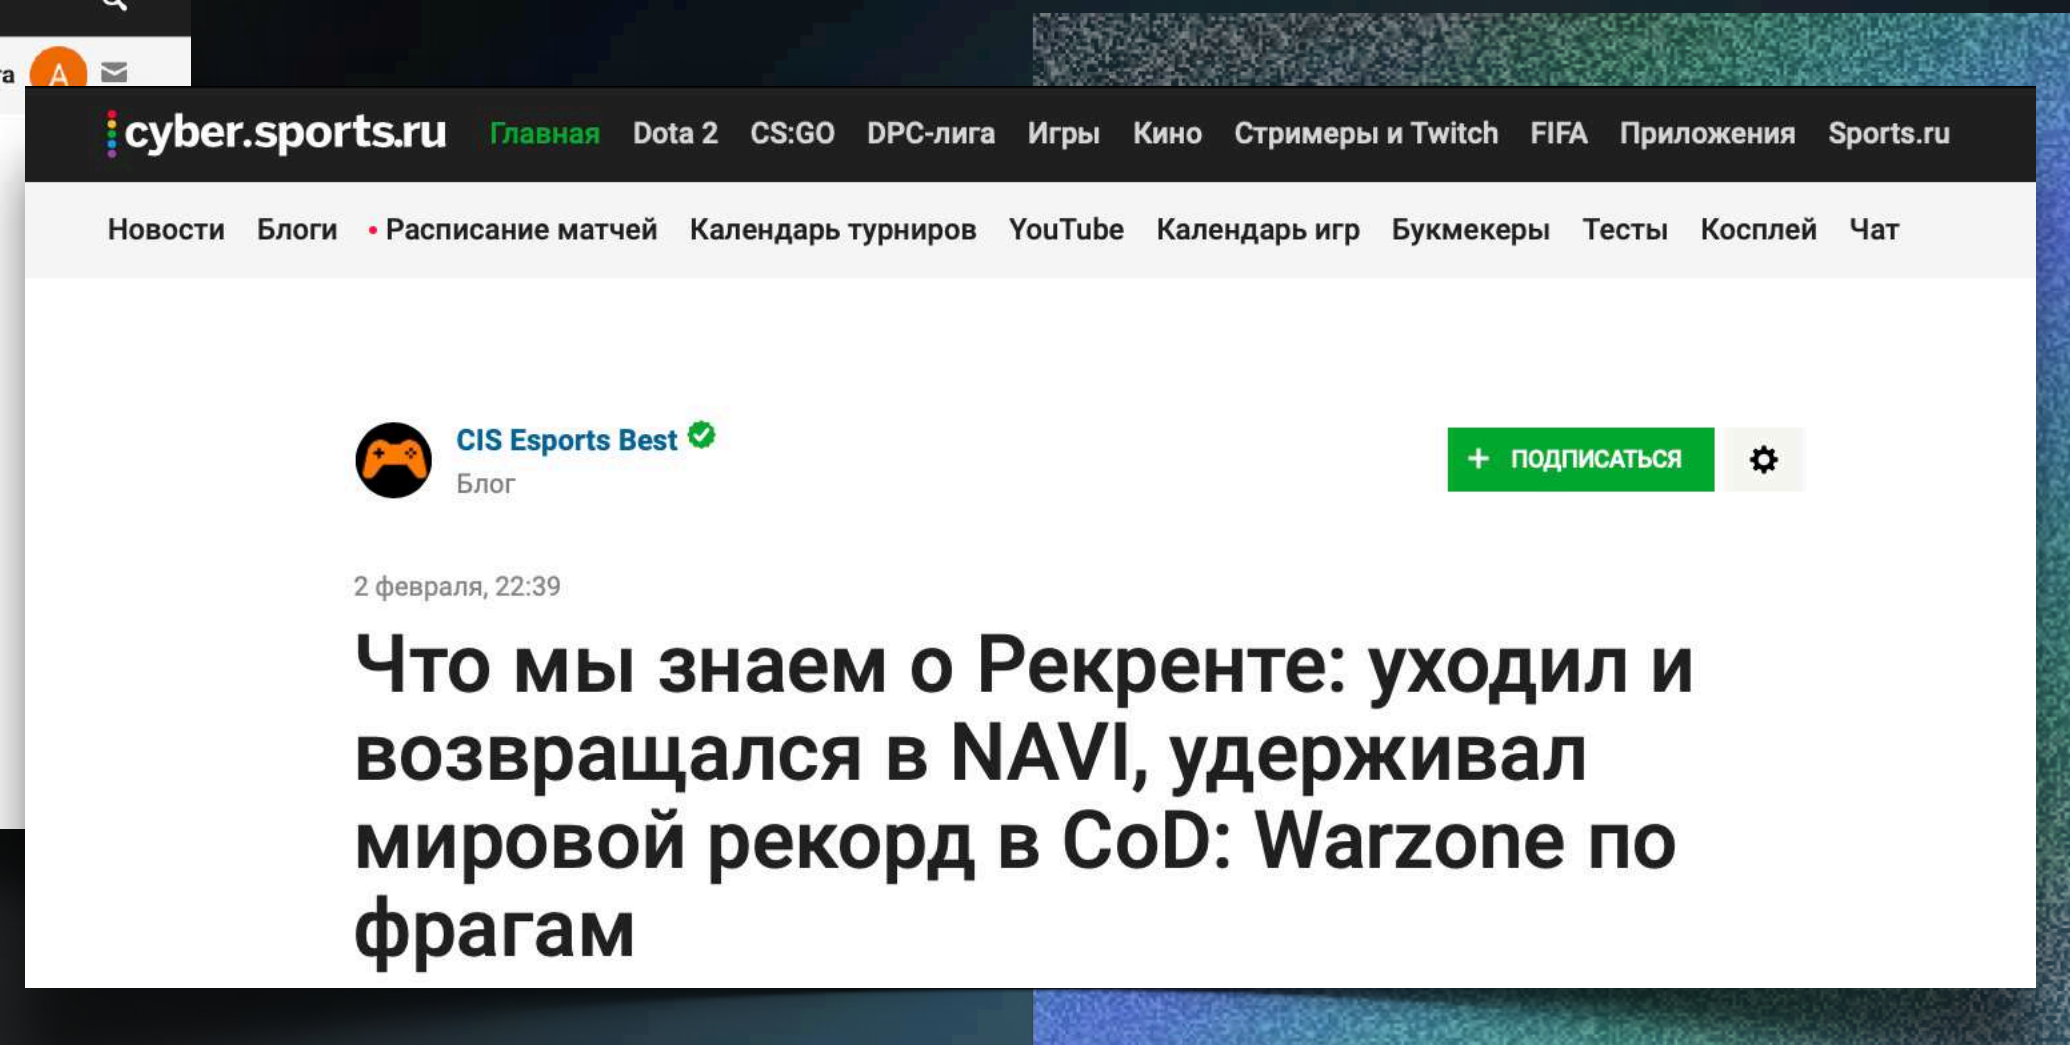 A
cyber.sports.ru Главная Dota 2 CS:GO DPC-лига Игры Кино Стримеры и Twitch FIFA Приложения Sports.ru
Новости Блоги • Расписание матчей Календарь турниров YouTube Календарь игр Букмекеры Тесты Косплей Чат
CIS Esports Best
Блог
+ ПОДПИСАТЬСЯ
2 февраля, 22:39
Что мы знаем о Рекренте: уходил и
возвращался в NAVI, удерживал
мировой рекорд в CoD: Warzone по
фрагам